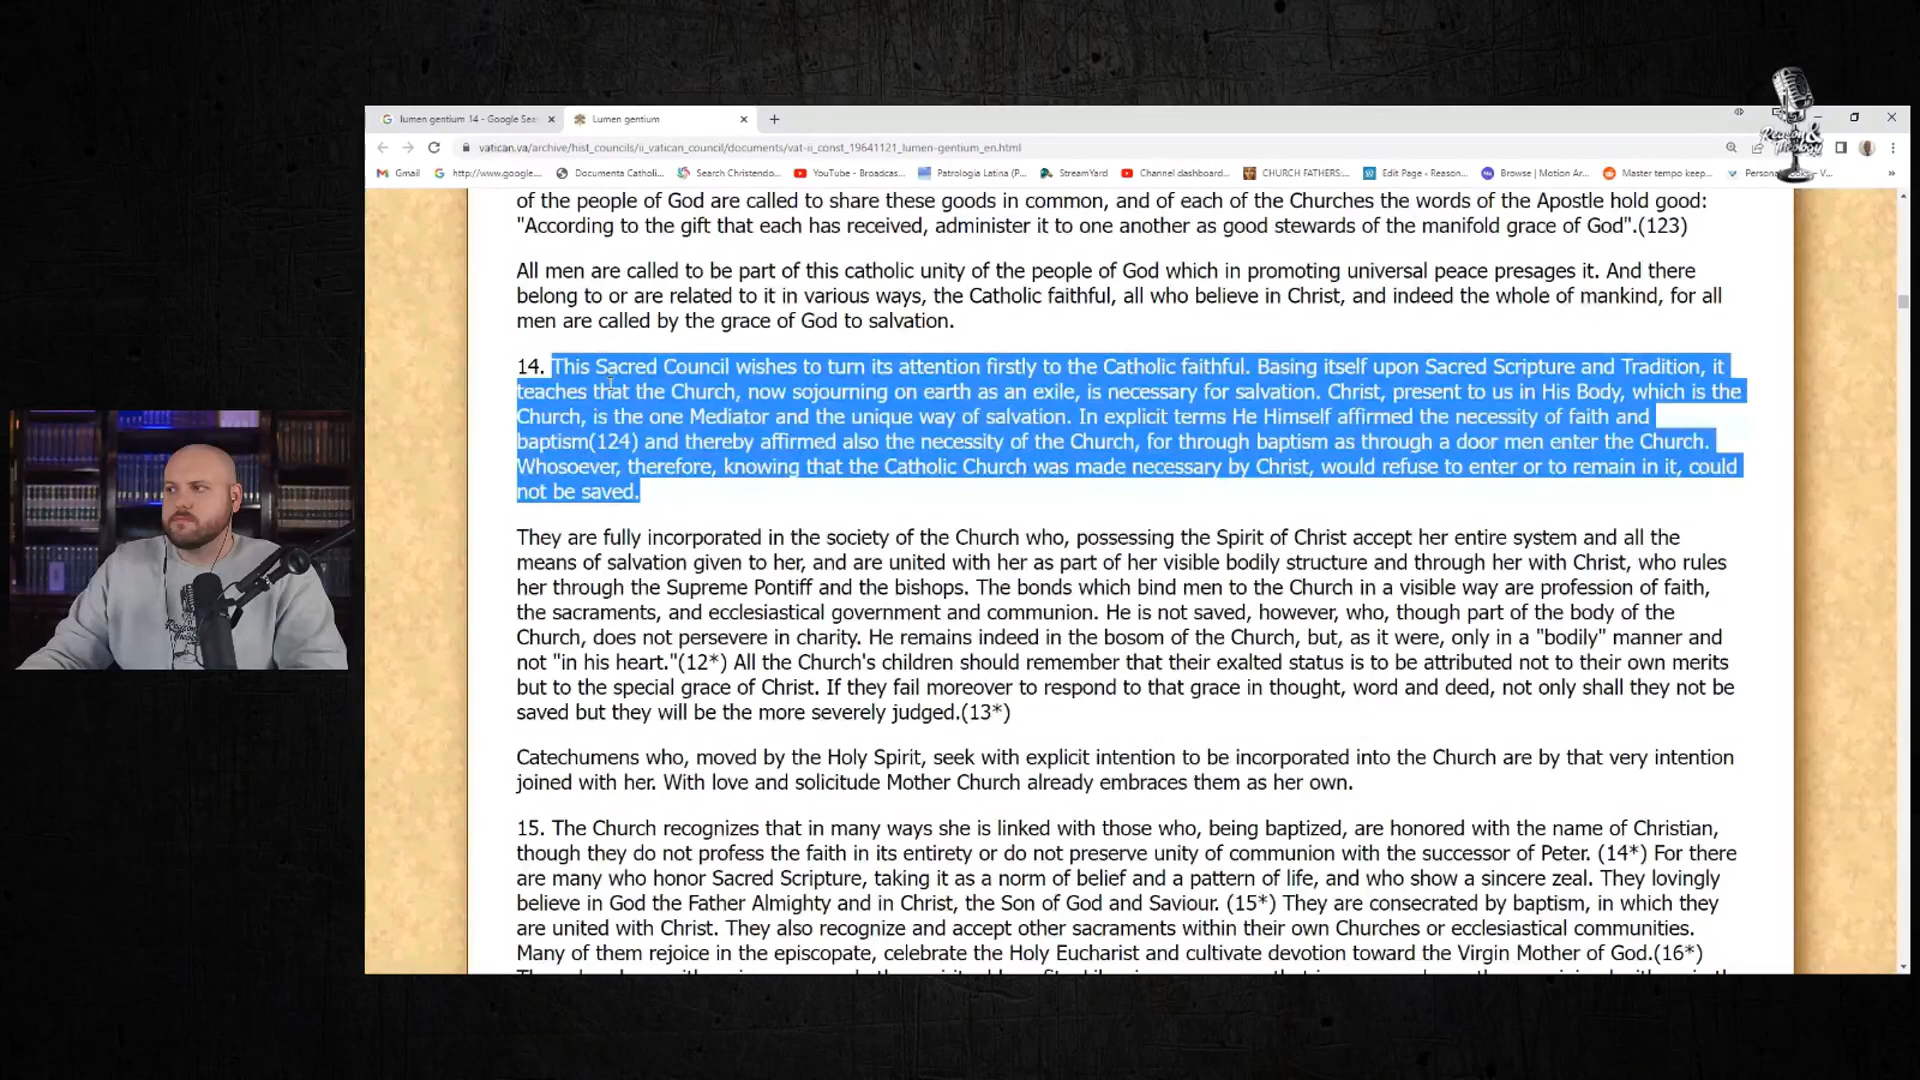 lumen gentium 14 - Google Sea
Lumen gentium
vatican.va/archive/hist_councils/ii_vatican_council/documents/vat-ii_const_19641121_lumen-gentium_en.html
Gmail
http://www.google....
Documenta Catholi...
Search Christendo...
YouTube - Broadcas...
Patrologia Latina (P...
StreamYard
Channel dashboard...
CHURCH FATHERS:...
Edit Page ‹ Reason...
Browse | Motion Ar...
Master tempo keep...
Reason &
Theology
of the people of God are called to share these goods in common, and of each of the Churches the words of the Apostle hold good:
"According to the gift that each has received, administer it to one another as good stewards of the manifold grace of God".(123)
All men are called to be part of this catholic unity of the people of God which in promoting universal peace presages it. And there
belong to or are related to it in various ways, the Catholic faithful, all who believe in Christ, and indeed the whole of mankind, for all
men are called by the grace of God to salvation.
14. This Sacred Council wishes to turn its attention firstly to the Catholic faithful. Basing itself upon Sacred Scripture and Tradition, it
teaches that the Church, now sojourning on earth as an exile, is necessary for salvation. Christ, present to us in His Body, which is the
Church, is the one Mediator and the unique way of salvation. In explicit terms He Himself affirmed the necessity of faith and
baptism(124) and thereby affirmed also the necessity of the Church, for through baptism as through a door men enter the Church.
Whosoever, therefore, knowing that the Catholic Church was made necessary by Christ, would refuse to enter or to remain in it, could
not be saved.
They are fully incorporated in the society of the Church who, possessing the Spirit of Christ accept her entire system and all the
means of salvation given to her, and are united with her as part of her visible bodily structure and through her with Christ, who rules
her through the Supreme Pontiff and the bishops. The bonds which bind men to the Church in a visible way are profession of faith,
the sacraments, and ecclesiastical government and communion. He is not saved, however, who, though part of the body of the
Church, does not persevere in charity. He remains indeed in the bosom of the Church, but, as it were, only in a "bodily" manner and
not "in his heart."(12*) All the Church's children should remember that their exalted status is to be attributed not to their own merits
but to the special grace of Christ. If they fail moreover to respond to that grace in thought, word and deed, not only shall they not be
saved but they will be the more severely judged.(13*)
Catechumens who, moved by the Holy Spirit, seek with explicit intention to be incorporated into the Church are by that very intention
joined with her. With love and solicitude Mother Church already embraces them as her own.
15. The Church recognizes that in many ways she is linked with those who, being baptized, are honored with the name of Christian,
though they do not profess the faith in its entirety or do not preserve unity of communion with the successor of Peter. (14*) For there
are many who honor Sacred Scripture, taking it as a norm of belief and a pattern of life, and who show a sincere zeal. They lovingly
believe in God the Father Almighty and in Christ, the Son of God and Saviour. (15*) They are consecrated by baptism, in which they
are united with Christ. They also recognize and accept other sacraments within their own Churches or ecclesiastical communities.
Many of them rejoice in the episcopate, celebrate the Holy Eucharist and cultivate devotion toward the Virgin Mother of God.(16*)